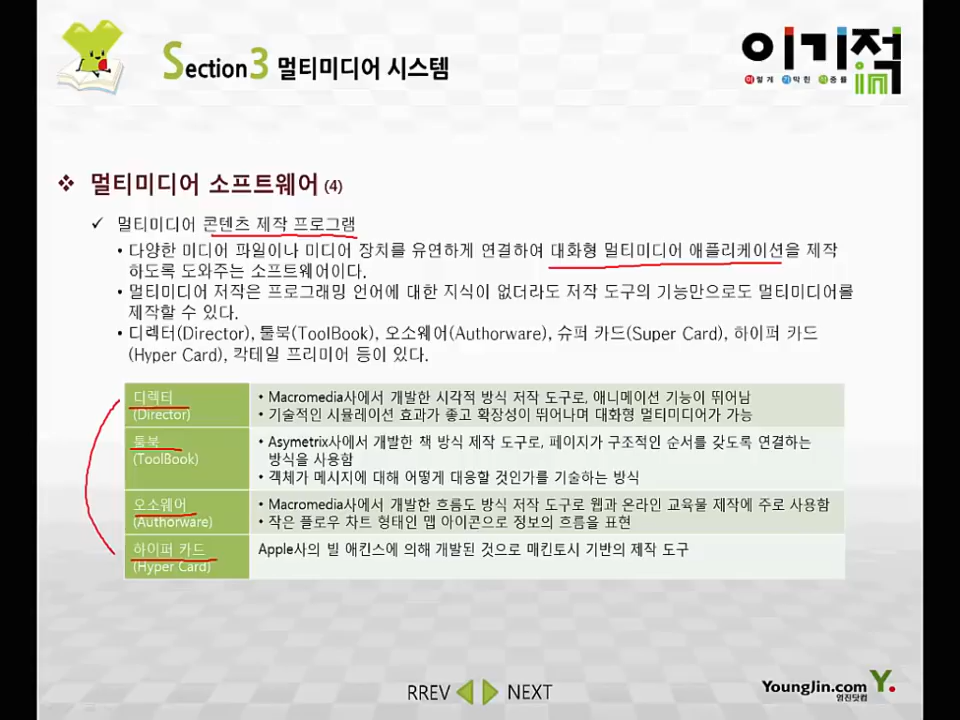 Section3 멀티미디어 시스템
이기적in
이렇게 기막힌 적중률
❖ 멀티미디어 소프트웨어 (4)
✓ 멀티미디어 콘텐츠 제작 프로그램
• 다양한 미디어 파일이나 미디어 장치를 유연하게 연결하여 대화형 멀티미디어 애플리케이션을 제작
하도록 도와주는 소프트웨어이다.
• 멀티미디어 저작은 프로그래밍 언어에 대한 지식이 없더라도 저작 도구의 기능만으로도 멀티미디어를
제작할 수 있다.
• 디렉터(Director), 툴북(ToolBook), 오소웨어(Authorware), 슈퍼 카드(Super Card), 하이퍼 카드
(Hyper Card), 칵테일 프리미어 등이 있다.
디렉터
(Director)
• Macromedia사에서 개발한 시각적 방식 저작 도구로, 애니메이션 기능이 뛰어남
• 기술적인 시뮬레이션 효과가 좋고 확장성이 뛰어나며 대화형 멀티미디어가 가능
툴북
(ToolBook)
• Asymetrix사에서 개발한 책 방식 제작 도구로, 페이지가 구조적인 순서를 갖도록 연결하는
방식을 사용함
• 객체가 메시지에 대해 어떻게 대응할 것인가를 기술하는 방식
오소웨어
(Authorware)
• Macromedia사에서 개발한 흐름도 방식 저작 도구로 웹과 온라인 교육물 제작에 주로 사용함
• 작은 플로우 차트 형태인 맵 아이콘으로 정보의 흐름을 표현
하이퍼 카드
(Hyper Card)
Apple사의 빌 애킨스에 의해 개발된 것으로 매킨토시 기반의 제작 도구
RREV NEXT
YoungJin.com Y.
영진닷컴